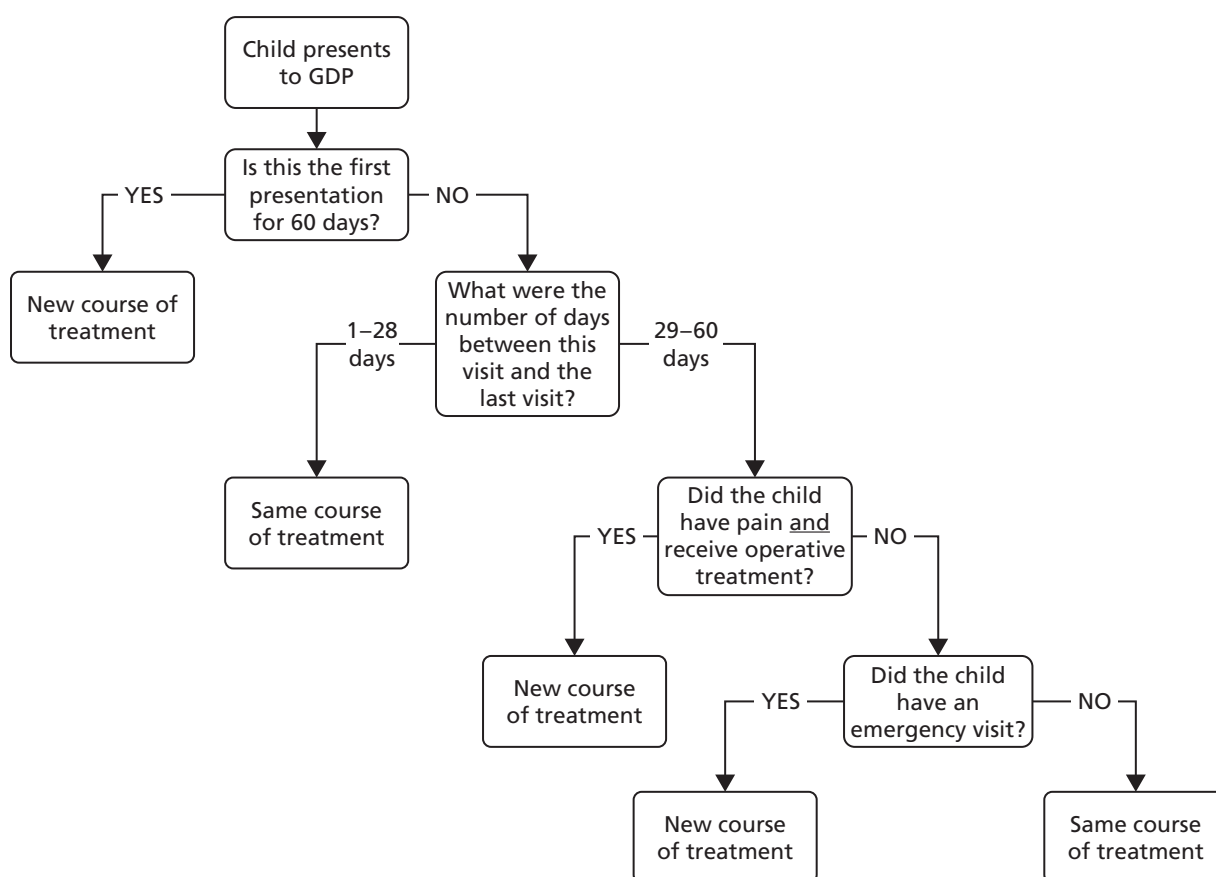 Child presents
to GDP
Is this the first
presentation
for 60 days?
YES
NO
New course of
treatment
What were the
number of days
between this
visit and the
last visit?
1–28
days
29–60
days
Same course
of treatment
Did the child
have pain and
receive operative
treatment?
YES
NO
New course
of treatment
Did the child
have an
emergency visit?
YES
NO
New course
of treatment
Same course
of treatment